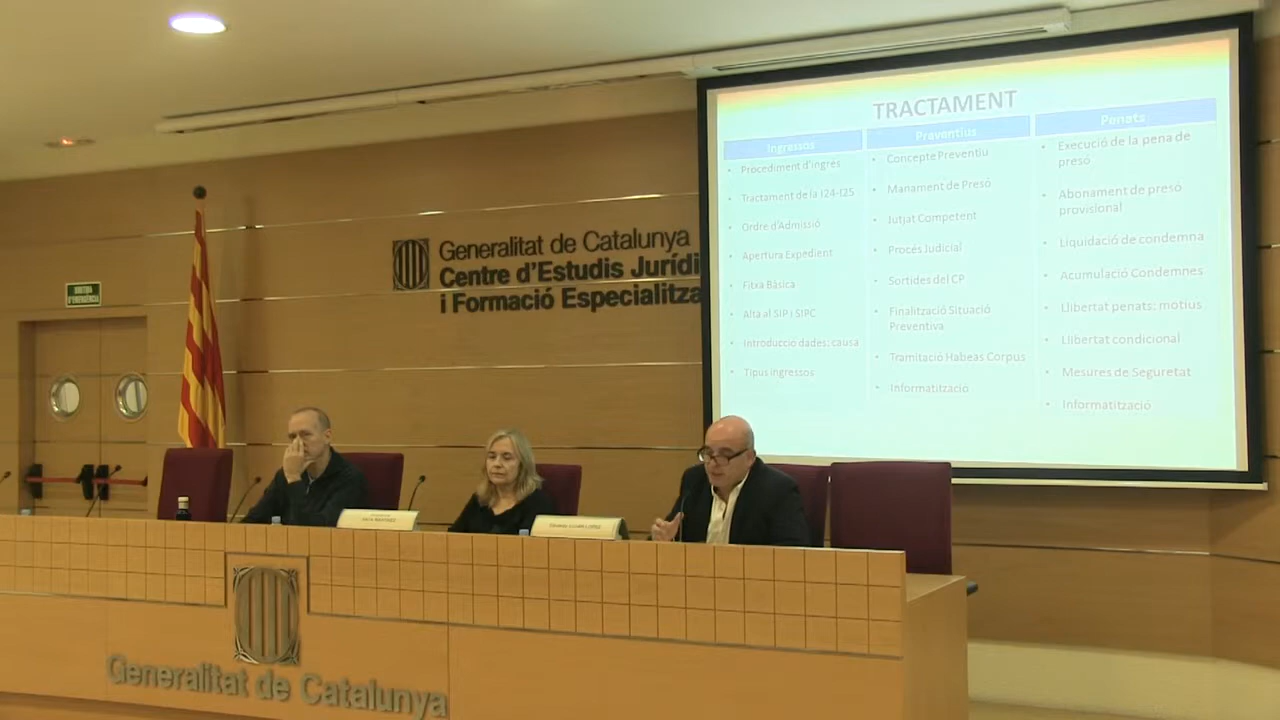 TRACTAMENT
Ingressos
Procediment d'ingrés
Tractament de la I24-I25
Ordre d'Admissió
Apertura Expedient
Fitxa Bàsica
Alta al SIP i SIPC
Introducció dades: causa
Tipus ingressos
Preventius
Concepte Preventiu
Manament de Presó
Jutjat Competent
Procés Judicial
Sortides del CP
Finalització Situació
Preventiva
Tramitació Habeas Corpus
Informatització
Penats
Execució de la pena de
presó
Abonament de presó
provisional
Liquidació de condemna
Acumulació Condemnes
Llibertat penats: motius
Llibertat condicional
Mesures de Seguretat
Informatització
Generalitat de Catalunya
Centre d'Estudis Jurídi
i Formació Especialitza
SORTIDA
D'EMERGÈNCIA
Generalitat de Catalunya